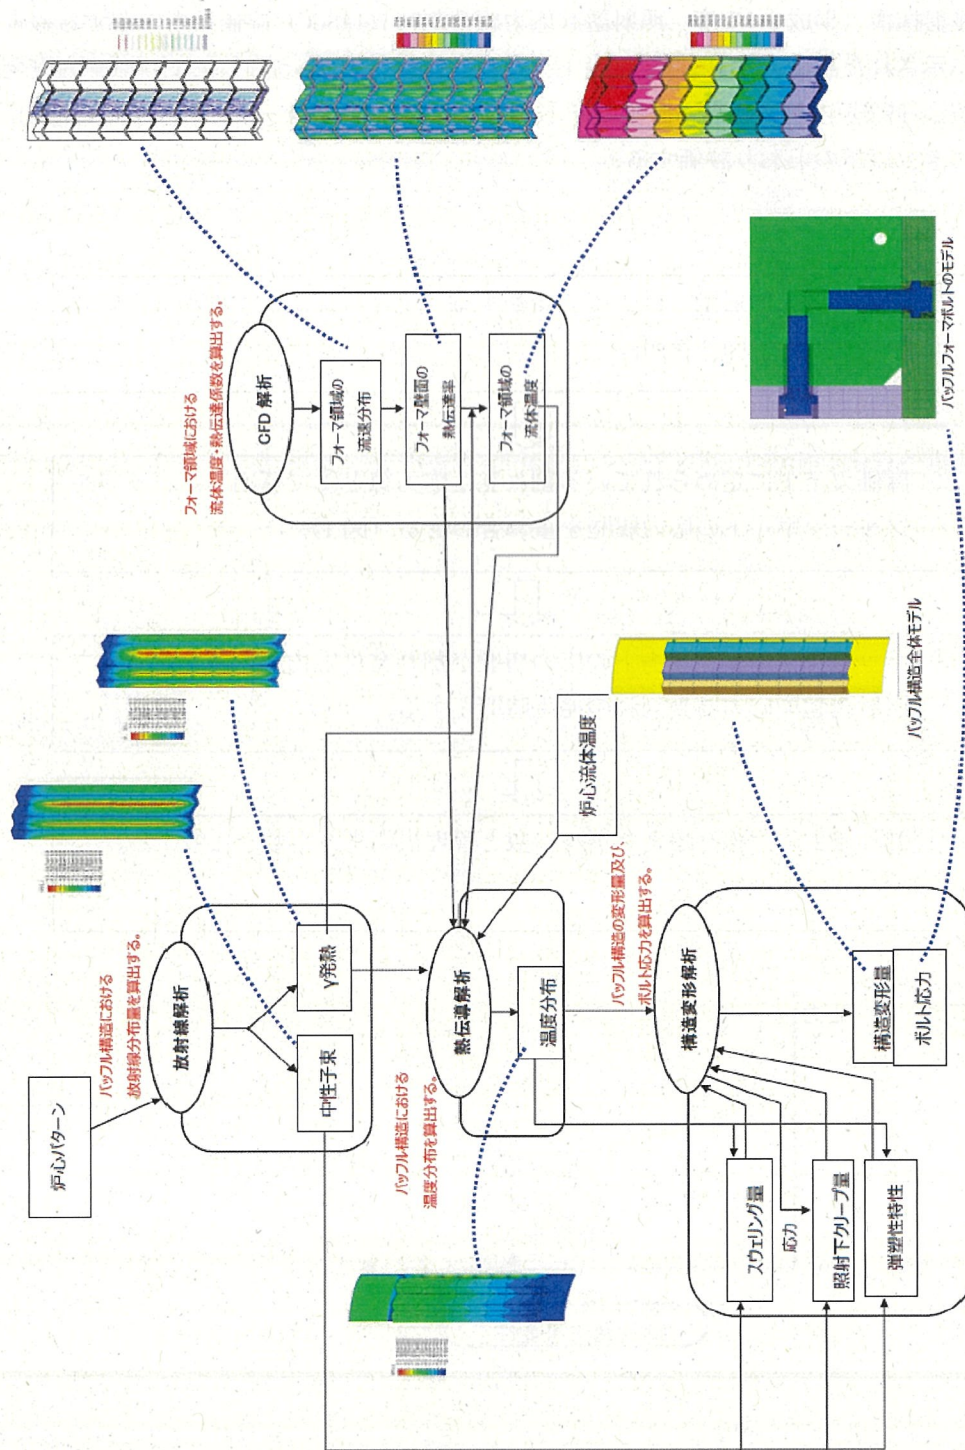 炉心パターン
バッフル構造における
放射線分布量を算出する。
放射線解析
中性子束
γ発熱
フォーマ領域における
流体温度・熱伝達係数を算出する。
CFD 解析
フォーマ領域の
流速分布
フォーマ壁面の
熱伝達率
フォーマ領域の
流体温度
バッフル構造における
温度分布を算出する。
熱伝導解析
温度分布
炉心流体温度
バッフル構造の変形量及び、
ボルト応力を算出する。
構造変形解析
スウェリング量
応力
照射下クリープ量
弾塑性特性
構造変形量
ボルト応力
バッフル構造全体モデル
バッフルフォーマボルトのモデル